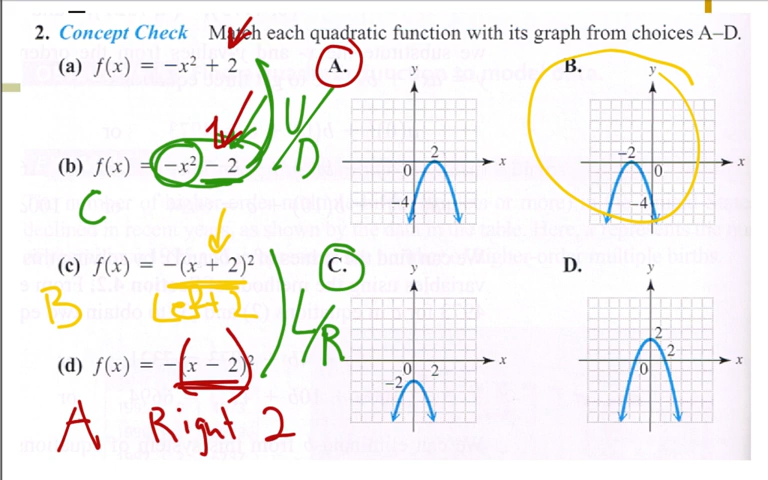 2. Concept Check Match each quadratic function with its graph from choices A–D.
(a) f(x) = −x² + 2
A.
B.
y
y
U/D
2
−2
x
x
0
0
(b) f(x) = −x² − 2
−4
−4
C
(c) f(x) = −(x + 2)²
C.
D.
B
Left 2
y
y
L/R
2
0
2
x
0
2
x
−2
(d) f(x) = −(x − 2)²
A
Right 2